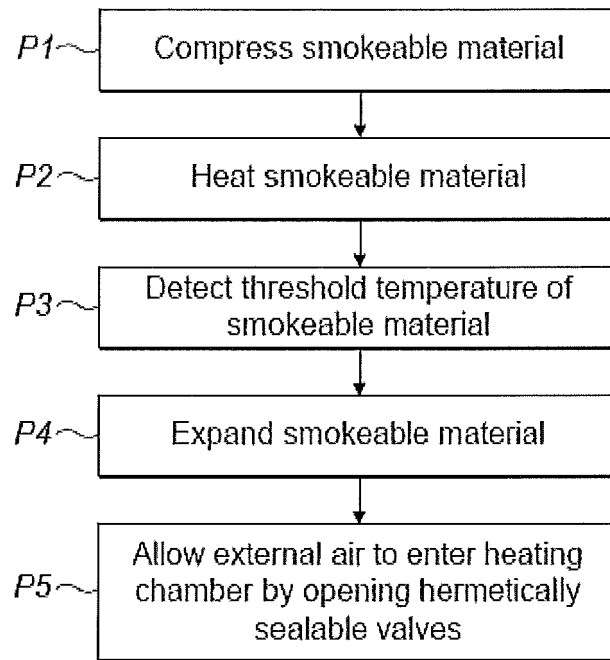 P1
Compress smokeable material
P2
Heat smokeable material
P3
Detect threshold temperature of
smokeable material
P4
Expand smokeable material
P5
Allow external air to enter heating
chamber by opening hermetically
sealable valves